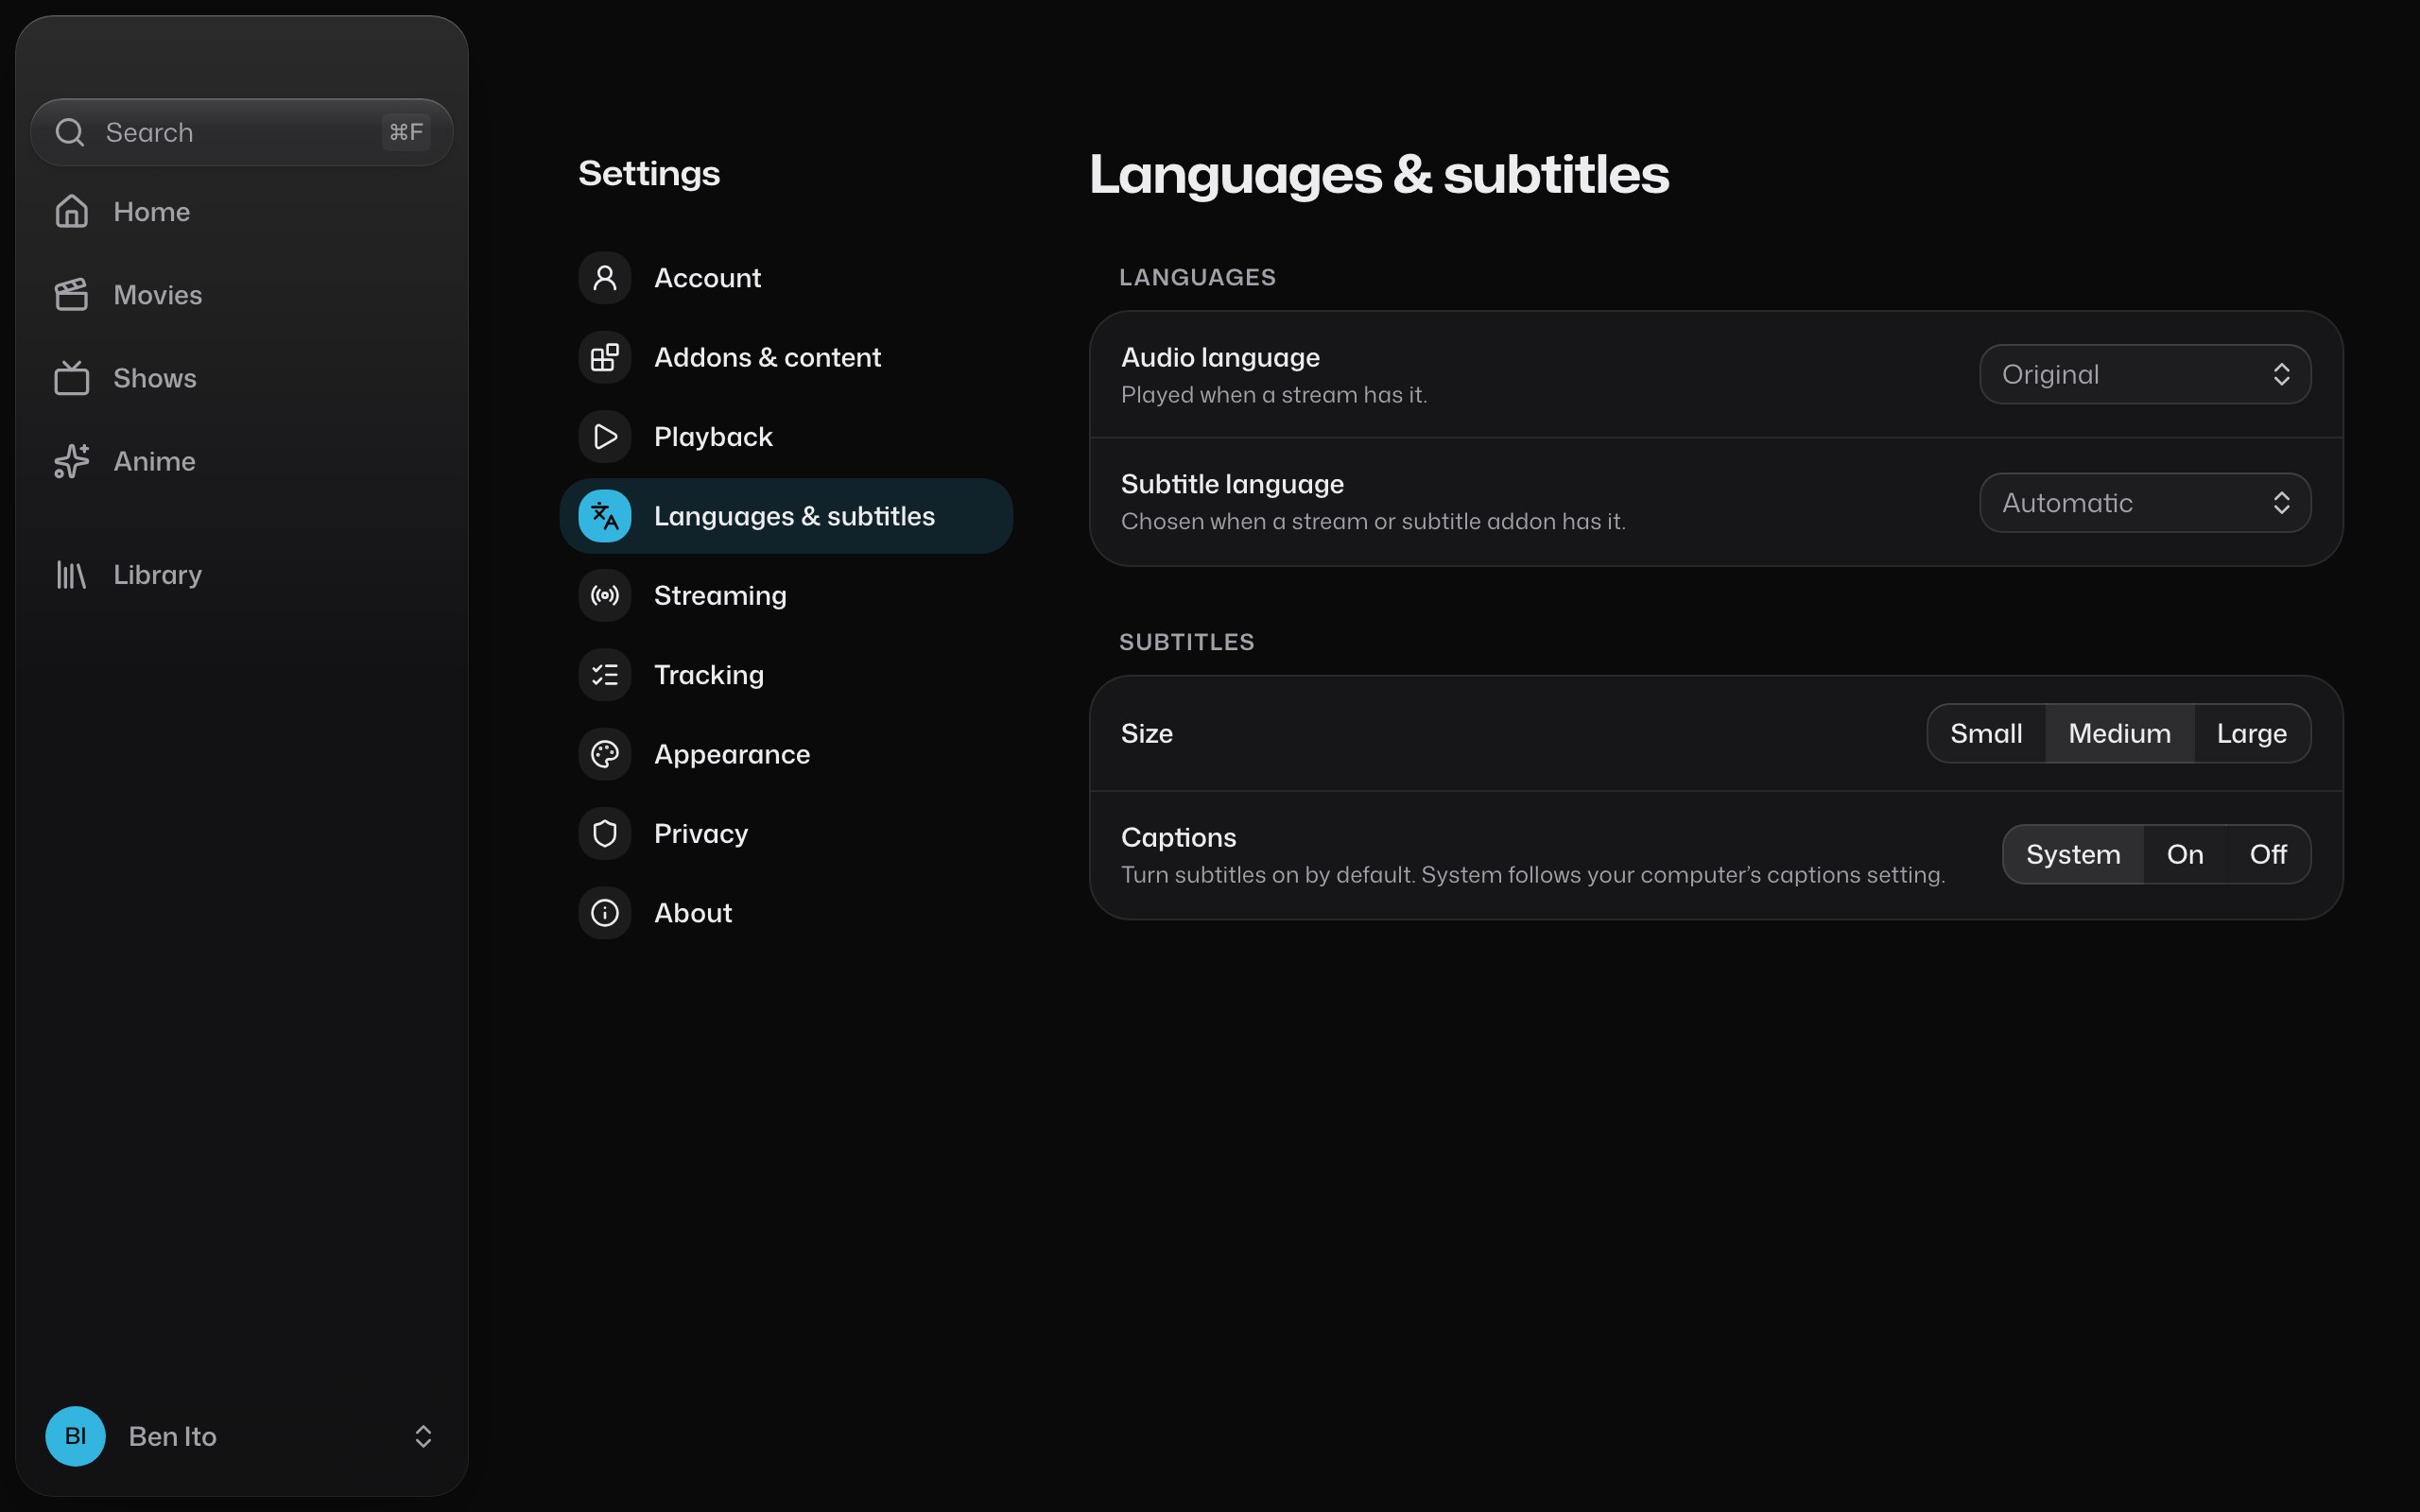 Search ⌘F
Home
Movies
Shows
Anime
Library
BI Ben Ito
Settings
Account
Addons & content
Playback
Languages & subtitles
Streaming
Tracking
Appearance
Privacy
About
Languages & subtitles
LANGUAGES
Audio language
Played when a stream has it.
Original
Subtitle language
Chosen when a stream or subtitle addon has it.
Automatic
SUBTITLES
Size
Small Medium Large
Captions
Turn subtitles on by default. System follows your computer’s captions setting.
System On Off